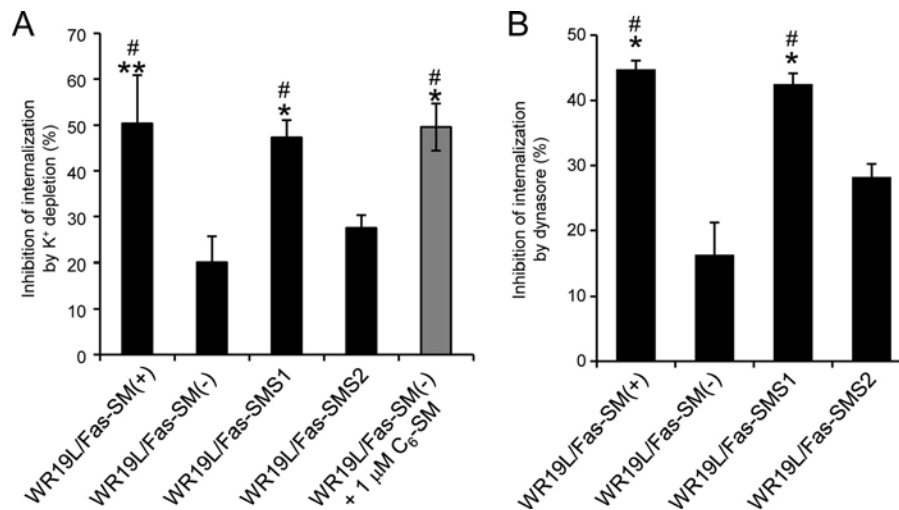 A
Inhibition of internalization
by K⁺ depletion (%)
70
60
50
40
30
20
10
0
#
**
#
*
#
*
WR19L/Fas-SM(+)
WR19L/Fas-SM(-)
WR19L/Fas-SMS1
WR19L/Fas-SMS2
WR19L/Fas-SM(-)
+ 1 μM C₆-SM
B
Inhibition of internalization
by dynasore (%)
50
40
30
20
10
0
#
*
#
*
WR19L/Fas-SM(+)
WR19L/Fas-SM(-)
WR19L/Fas-SMS1
WR19L/Fas-SMS2